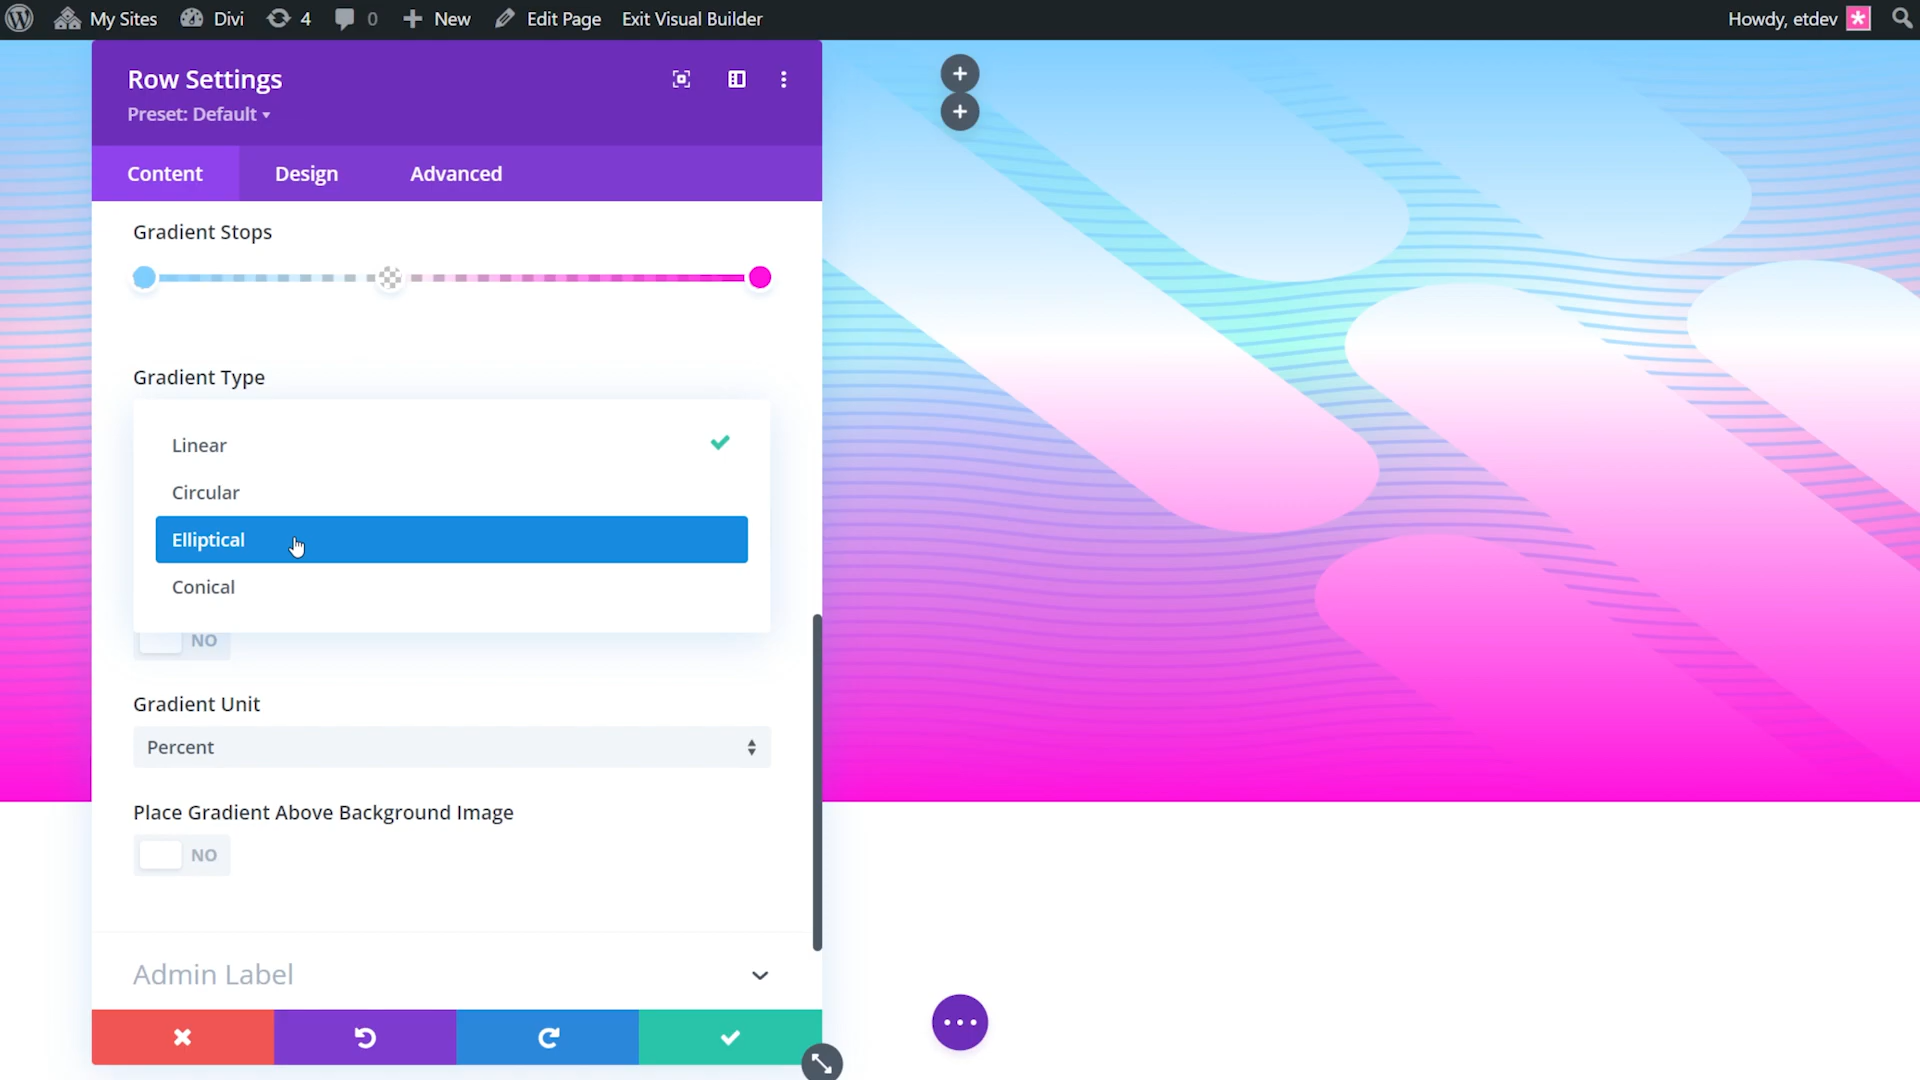 My Sites Divi 4 0 New Edit Page Exit Visual Builder Howdy, etdev
Row Settings
Preset: Default
Content Design Advanced
Gradient Stops
Gradient Type
Linear
Circular
Elliptical
Conical
NO
Gradient Unit
Percent
Place Gradient Above Background Image
NO
Admin Label